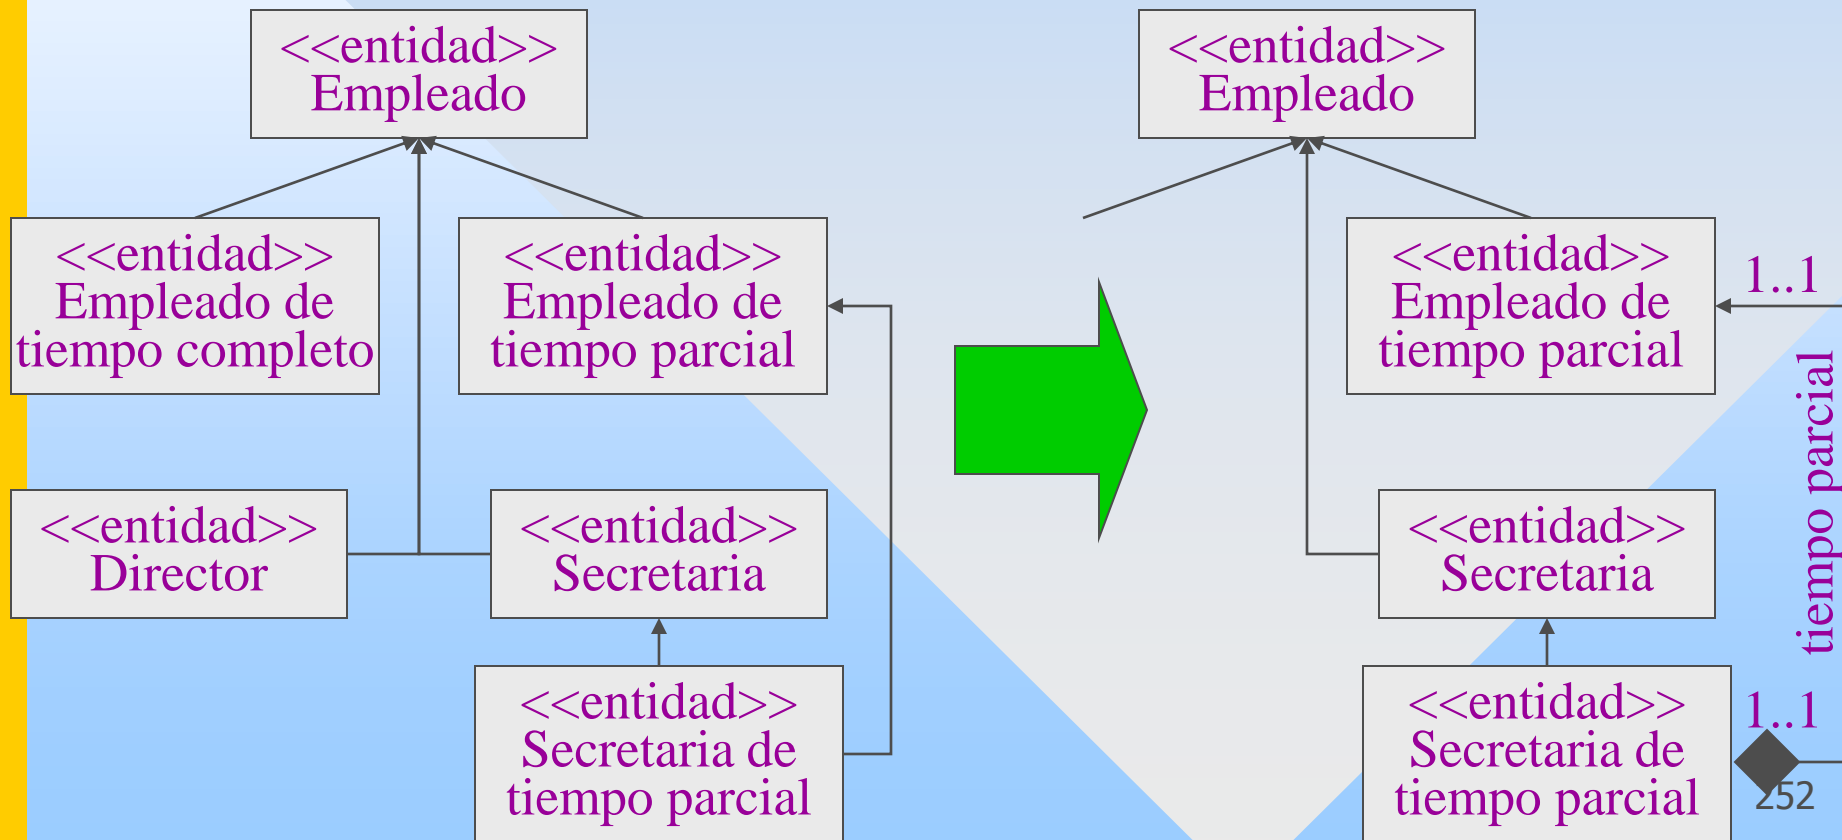 <<entidad>>
Empleado
<<entidad>>
Empleado de
tiempo completo
<<entidad>>
Empleado de
tiempo parcial
<<entidad>>
Director
<<entidad>>
Secretaria
<<entidad>>
Secretaria de
tiempo parcial
<<entidad>>
Empleado
<<entidad>>
Empleado de
tiempo parcial
1..1
tiempo parcial
<<entidad>>
Secretaria
<<entidad>>
Secretaria de
tiempo parcial
1..1
252